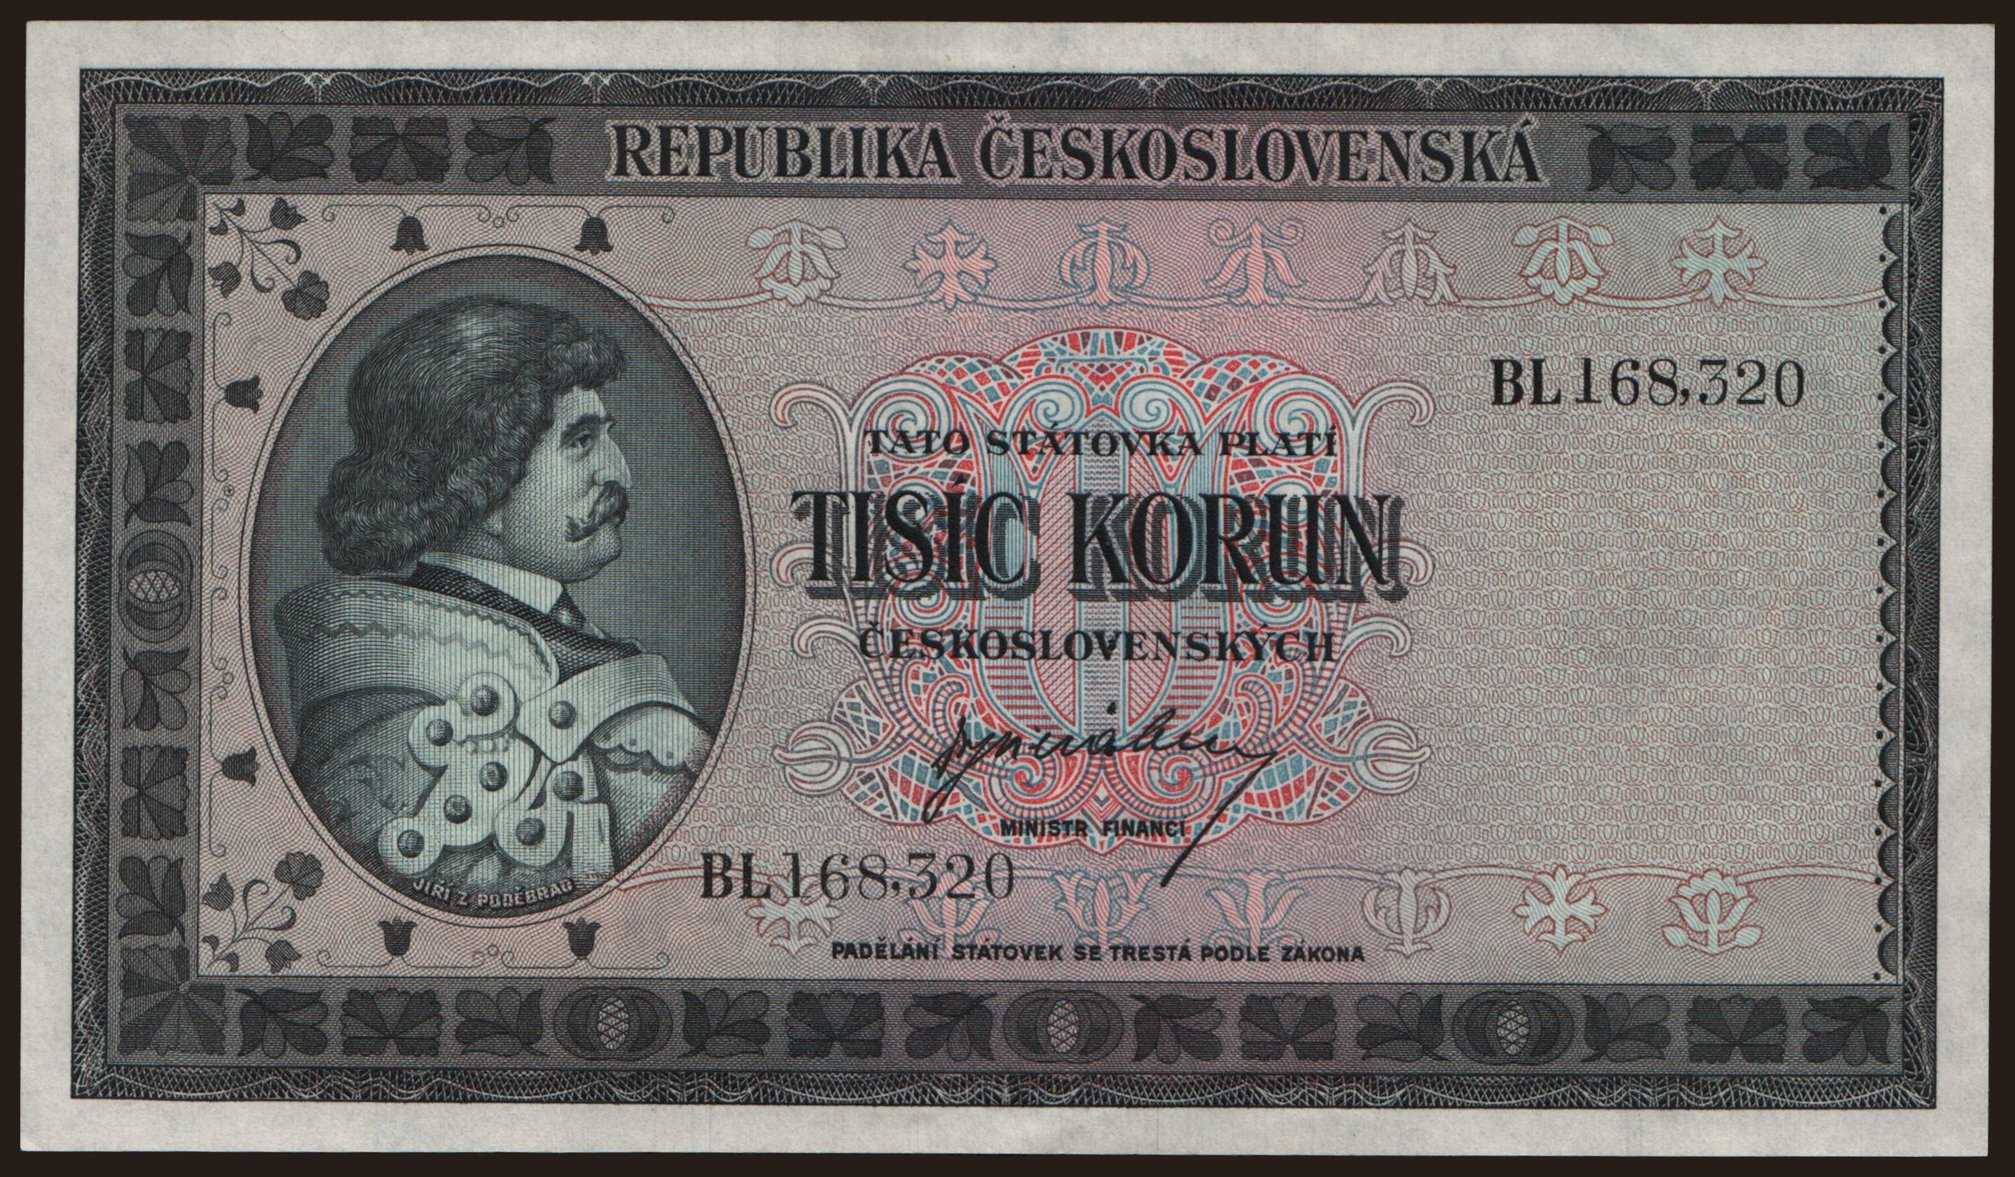 REPUBLIKA ČESKOSLOVENSKÁ
BL 168,320
TATO STÁTOVKA PLATÍ
TISÍC KORUN
ČESKOSLOVENSKÝCH
MINISTR FINANCÍ
BL 168,320
JIŘÍ Z PODĚBRAD
PADĚLÁNÍ STÁTOVEK SE TRESTÁ PODLE ZÁKONA